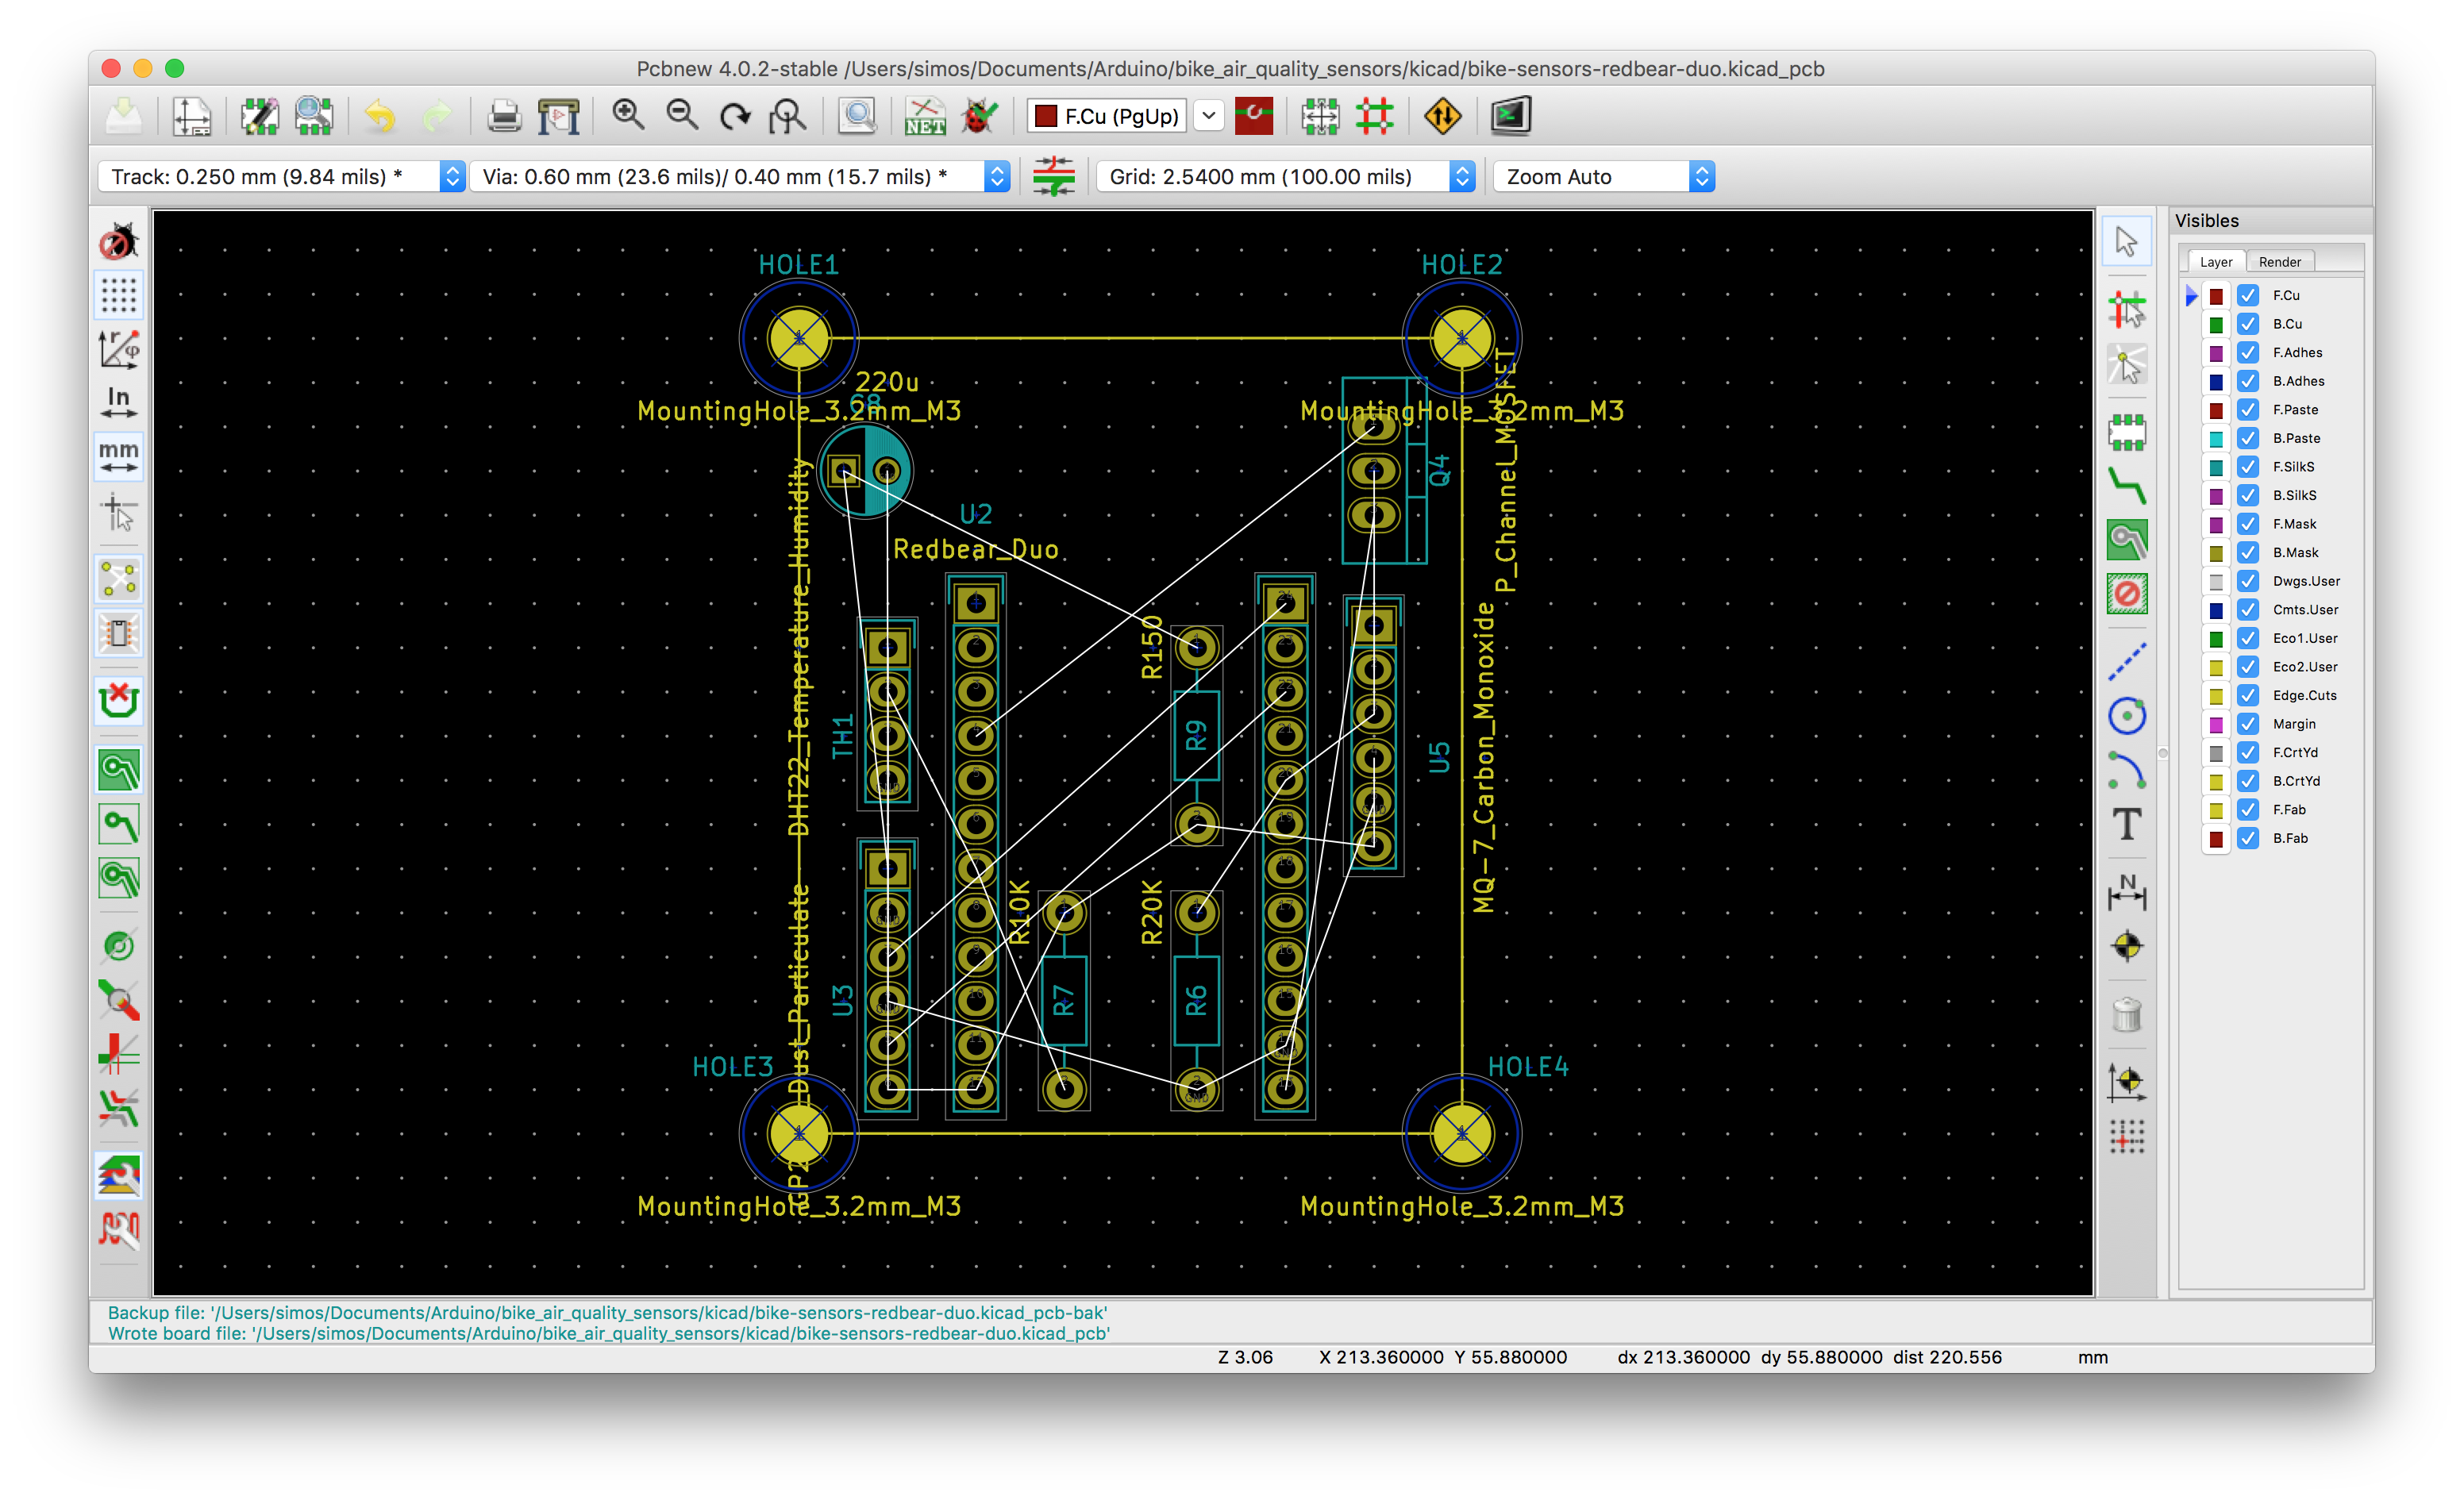 Pcbnew 4.0.2-stable /Users/simos/Documents/Arduino/bike_air_quality_sensors/kicad/bike-sensors-redbear-duo.kicad_pcb
NET
F.Cu (PgUp)
Track: 0.250 mm (9.84 mils) *
Via: 0.60 mm (23.6 mils)/ 0.40 mm (15.7 mils) *
Grid: 2.5400 mm (100.00 mils)
Zoom Auto
In
mm
Visibles
Layer
Render
F.Cu
B.Cu
F.Adhes
B.Adhes
F.Paste
B.Paste
F.SilkS
B.SilkS
F.Mask
B.Mask
Dwgs.User
Cmts.User
Eco1.User
Eco2.User
Edge.Cuts
Margin
F.CrtYd
B.CrtYd
F.Fab
B.Fab
T
N
HOLE1
HOLE2
220u
C8
MountingHole_3.2mm_M3
MountingHole_3.2mm_M3
Q4
P_Channel_MOSFET
U2
Redbear_Duo
DHT22_Temperature_Humidity
TH1
R150
R9
U5
MQ-7_Carbon_Monoxide
Dust_Particulate
U3
R10K
R7
R20K
R6
HOLE3
HOLE4
MountingHole_3.2mm_M3
MountingHole_3.2mm_M3
Backup file: '/Users/simos/Documents/Arduino/bike_air_quality_sensors/kicad/bike-sensors-redbear-duo.kicad_pcb-bak'
Wrote board file: '/Users/simos/Documents/Arduino/bike_air_quality_sensors/kicad/bike-sensors-redbear-duo.kicad_pcb'
Z 3.06 X 213.360000 Y 55.880000 dx 213.360000 dy 55.880000 dist 220.556 mm